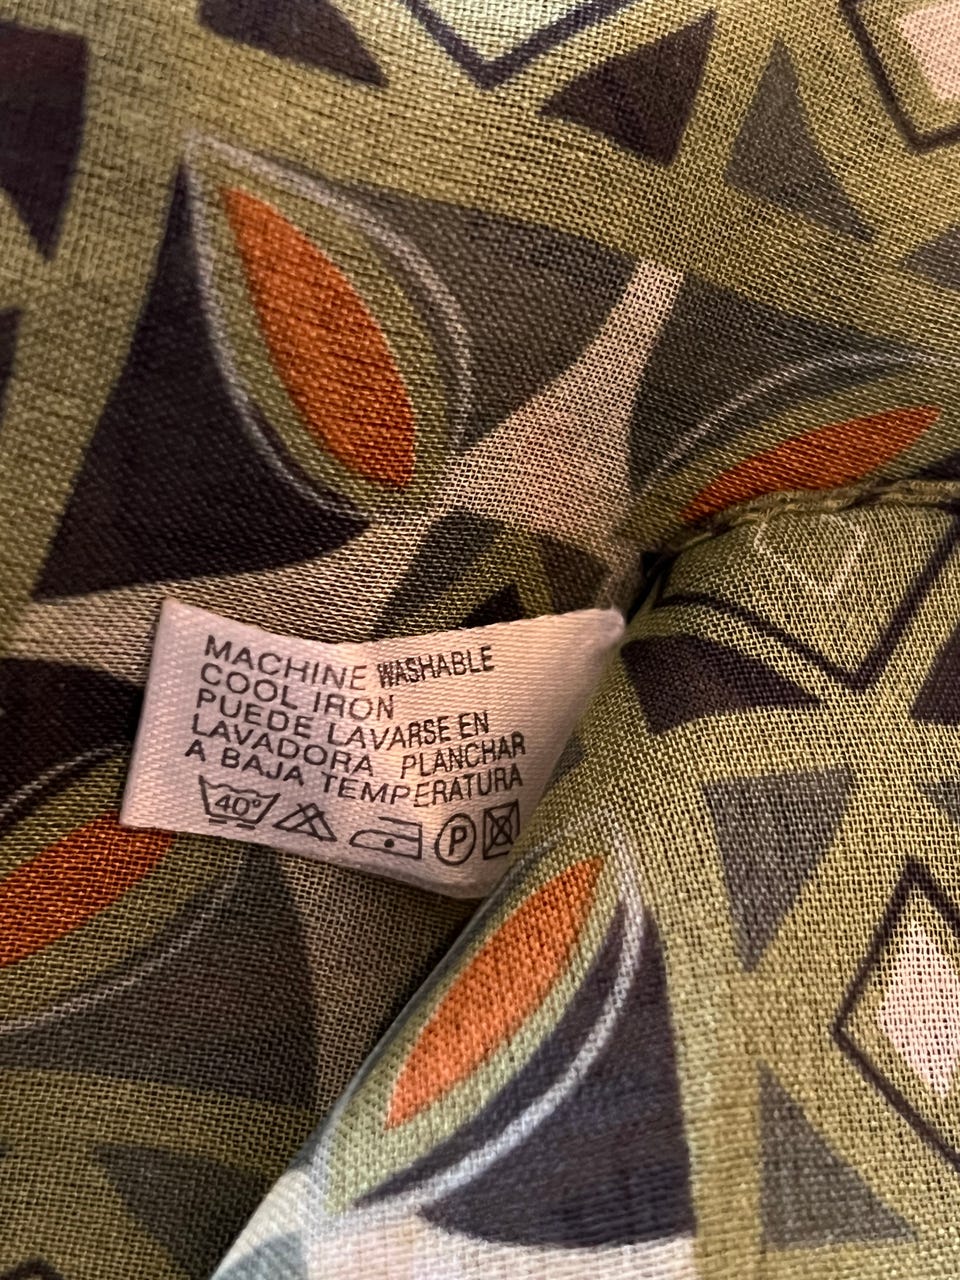 MACHINE WASHABLE
COOL IRON
PUEDE LAVARSE EN
LAVADORA PLANCHAR
A BAJA TEMPERATURA
40° P